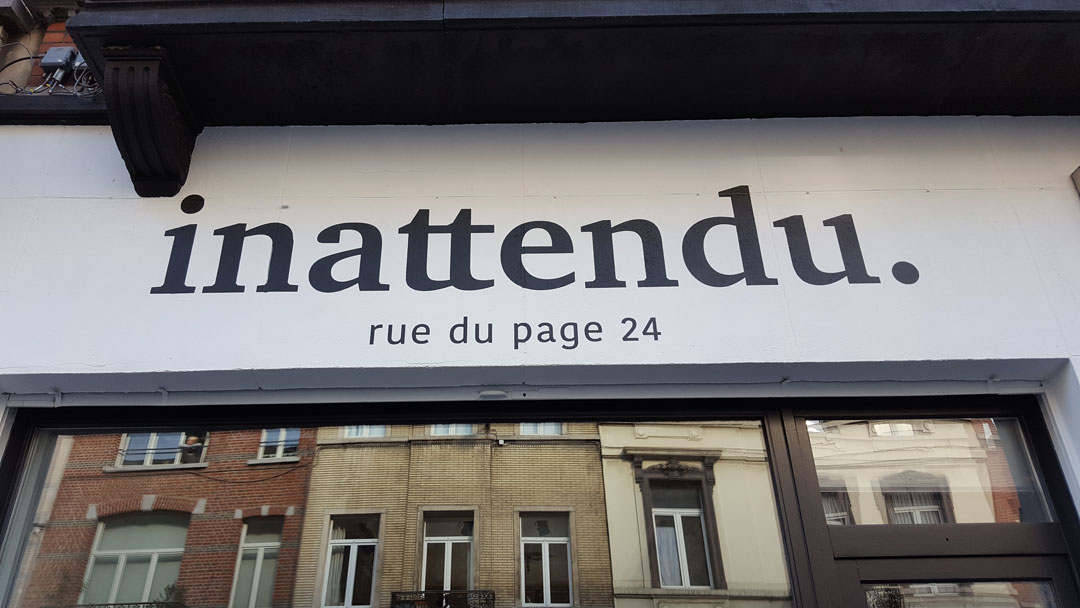 inattendu.
rue du page 24